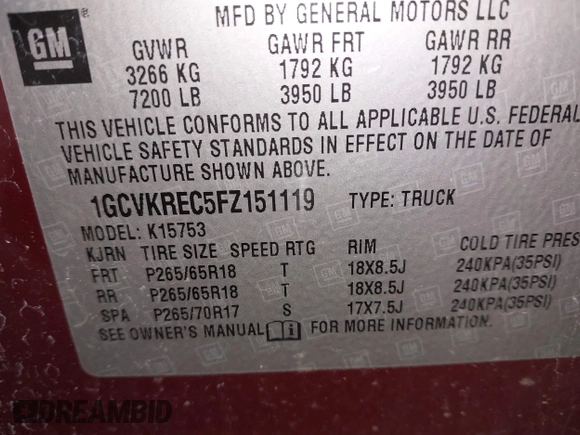 MFD BY GENERAL MOTORS LLC
GM
GVWR GAWR FRT GAWR RR
3266 KG 1792 KG 1792 KG
7200 LB 3950 LB 3950 LB
THIS VEHICLE CONFORMS TO ALL APPLICABLE U.S. FEDERAL
VEHICLE SAFETY STANDARDS IN EFFECT ON THE DATE OF
MANUFACTURE SHOWN ABOVE.
1GCVKREC5FZ151119 TYPE: TRUCK
MODEL: K15753
KJRN TIRE SIZE SPEED RTG RIM COLD TIRE PRES
FRT P265/65R18 T 18X8.5J 240KPA(35PSI)
RR P265/65R18 T 18X8.5J 240KPA(35PSI)
SPA P265/70R17 S 17X7.5J 240KPA(35PSI)
SEE OWNER'S MANUAL FOR MORE INFORMATION.
DREAMBID